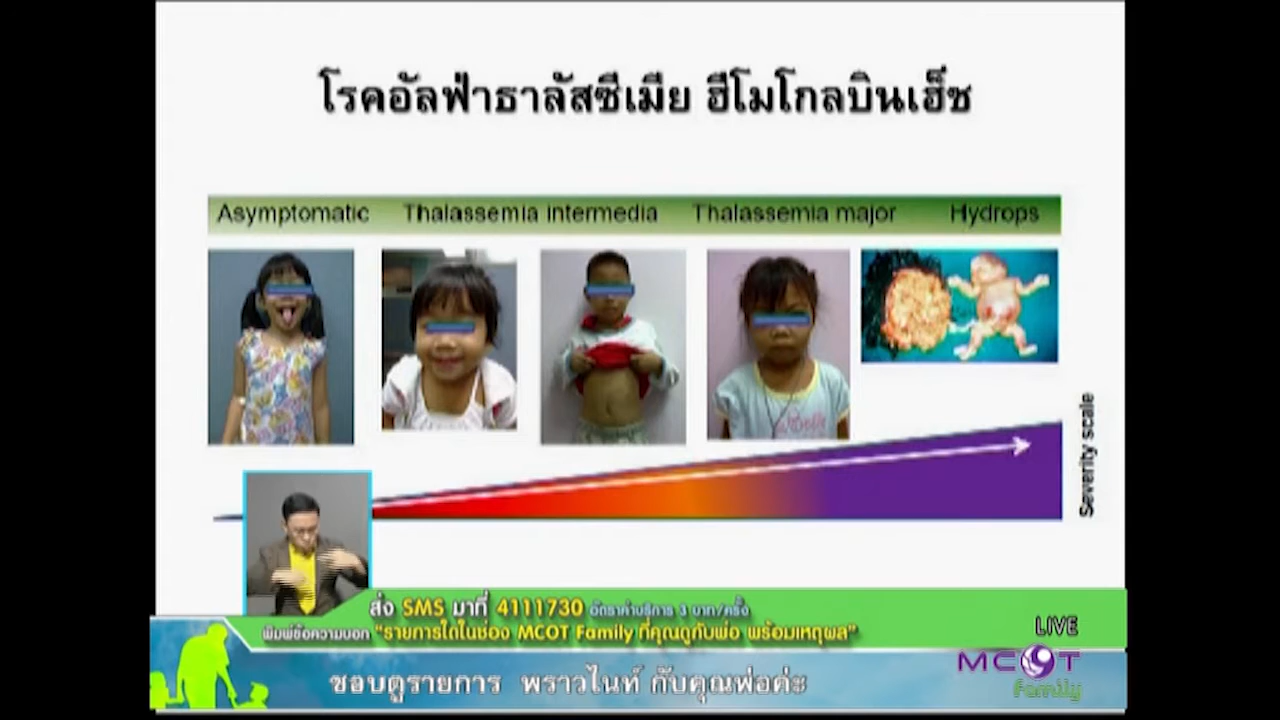 โรคอัลฟ่าธาลัสซีเมีย ฮีโมโกลบินเฮ็ช
Asymptomatic Thalassemia intermedia Thalassemia major Hydrops
Severity scale
ส่ง SMS มาที่ 4111730 อัตราค่าบริการ 3 บาท/ครั้ง
พิมพ์ข้อความบอก "รายการใดในช่อง MCOT Family ที่คุณดูกับพ่อ พร้อมเหตุผล"
LIVE
MCOT
family
ชอบดูรายการ พราวไนท์ กับคุณพ่อค่ะ